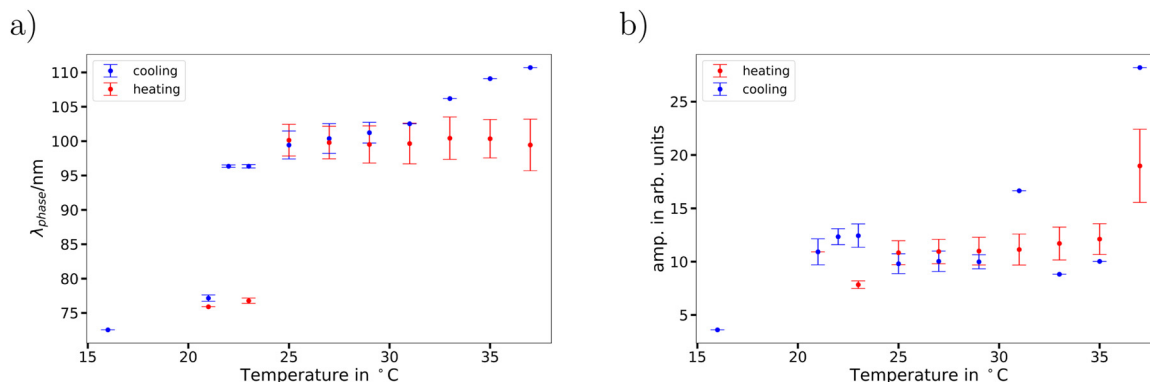 a)
110
105
100
95
90
85
80
75
15 20 25 30 35
λphase/nm
Temperature in °C
cooling
heating
b)
25
20
15
10
5
15 20 25 30 35
amp. in arb. units
Temperature in °C
heating
cooling